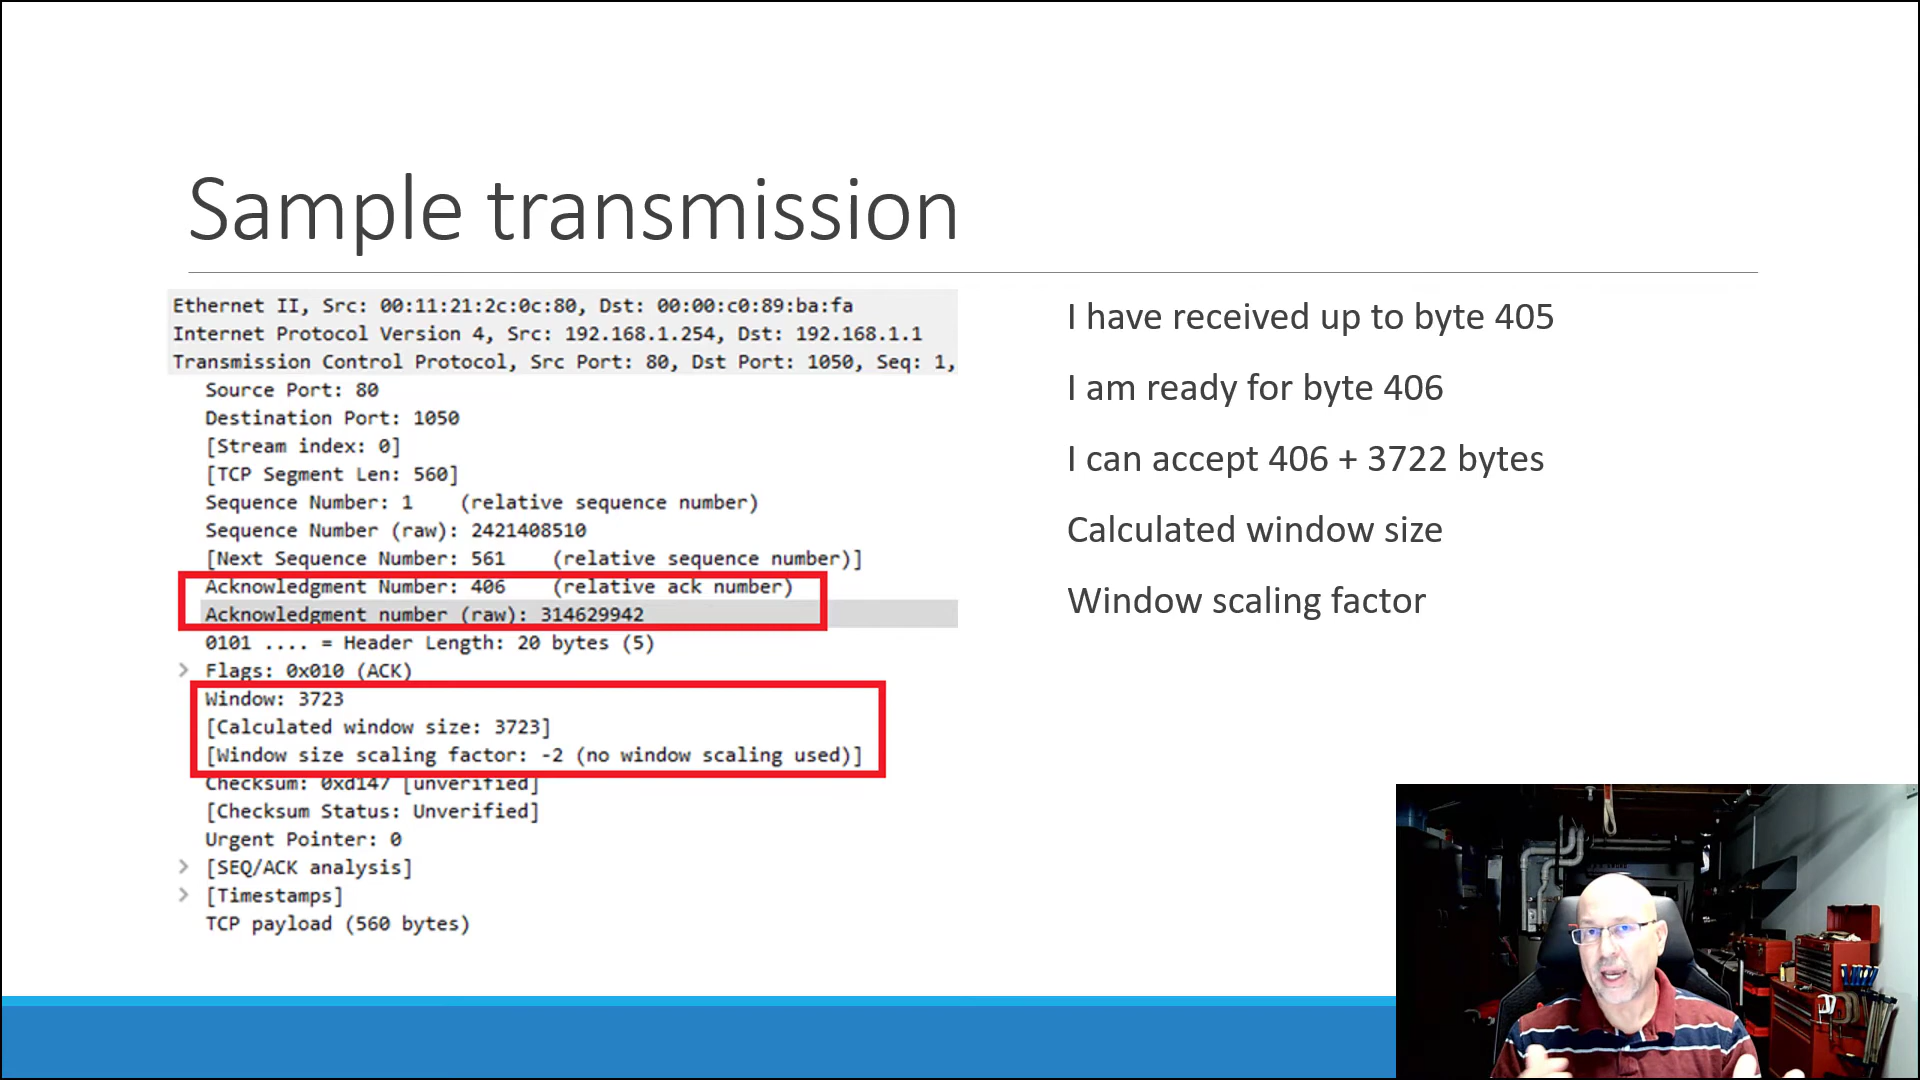 Sample transmission
Ethernet II, Src: 00:11:21:2c:0c:80, Dst: 00:00:c0:89:ba:fa
Internet Protocol Version 4, Src: 192.168.1.254, Dst: 192.168.1.1
Transmission Control Protocol, Src Port: 80, Dst Port: 1050, Seq: 1,
Source Port: 80
Destination Port: 1050
[Stream index: 0]
[TCP Segment Len: 560]
Sequence Number: 1 (relative sequence number)
Sequence Number (raw): 2421408510
[Next Sequence Number: 561 (relative sequence number)]
Acknowledgment Number: 406 (relative ack number)
Acknowledgment number (raw): 314629942
0101 .... = Header Length: 20 bytes (5)
Flags: 0x010 (ACK)
Window: 3723
[Calculated window size: 3723]
[Window size scaling factor: -2 (no window scaling used)]
Checksum: 0xd147 [unverified]
[Checksum Status: Unverified]
Urgent Pointer: 0
[SEQ/ACK analysis]
[Timestamps]
TCP payload (560 bytes)
I have received up to byte 405
I am ready for byte 406
I can accept 406 + 3722 bytes
Calculated window size
Window scaling factor